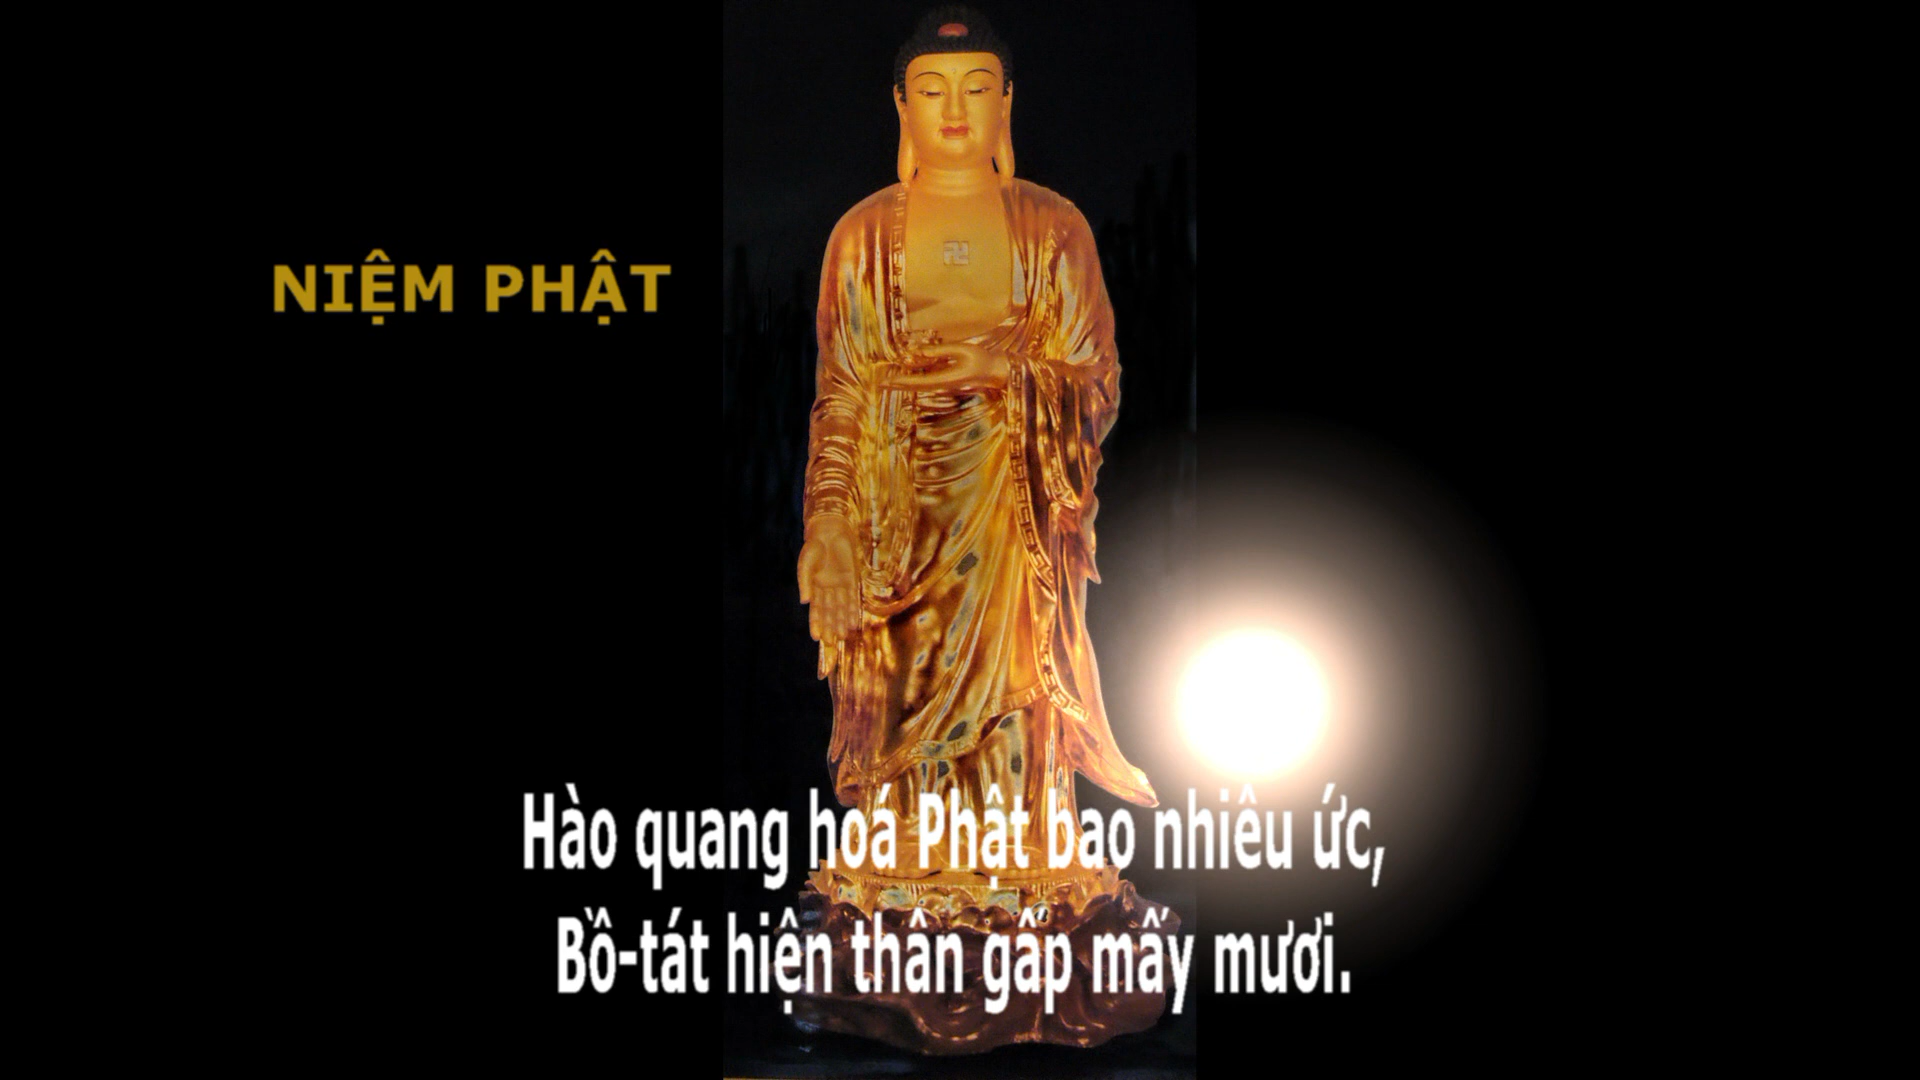 NIỆM PHẬT
Hào quang hoá Phật bao nhiêu ức,
Bồ-tát hiện thân gấp mấy mươi.